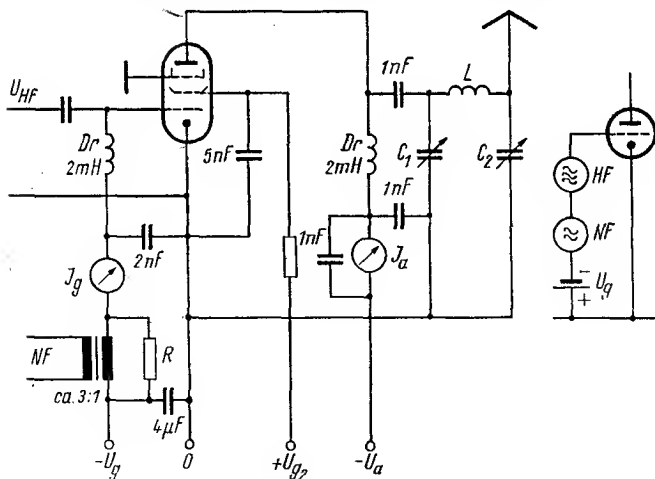 U_HF
Dr
2mH
5nF
2nF
J_g
NF
ca. 3:1
R
4µF
-U_g
0
+U_g2
-U_a
1nF
L
Dr
2mH
C_1
C_2
1nF
1nF
J_a
HF
NF
U_g
-
+